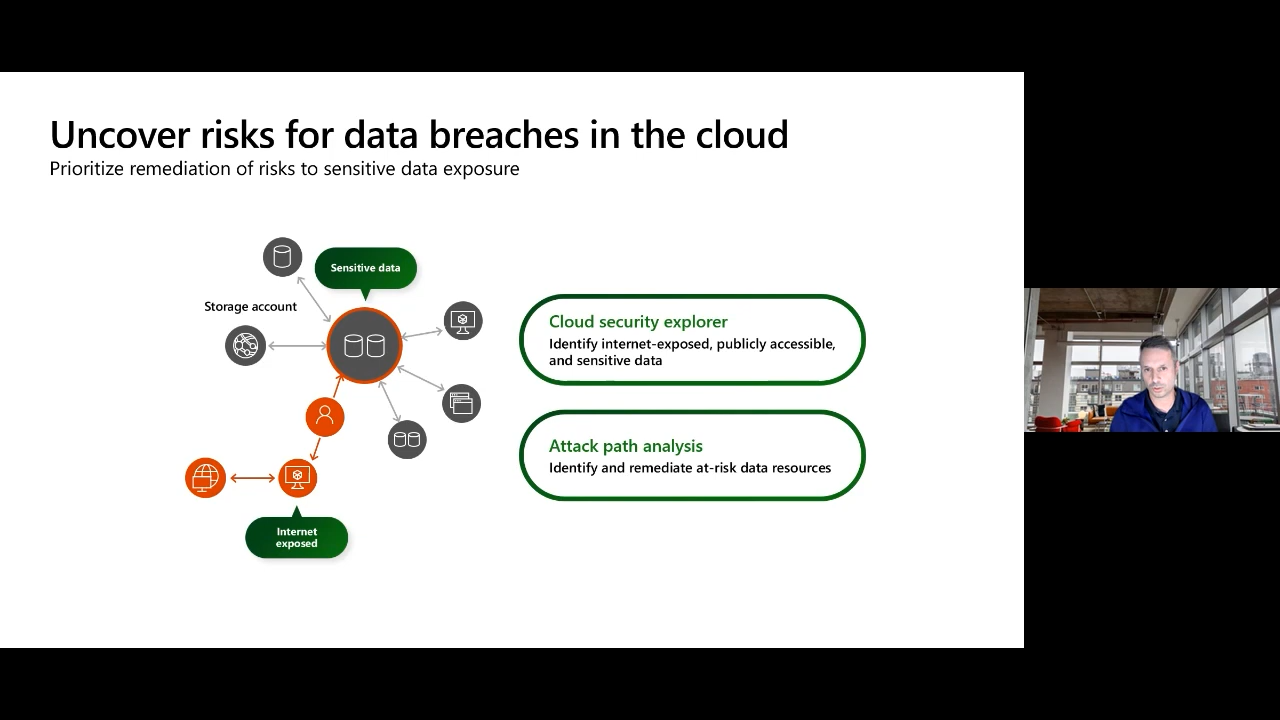 Uncover risks for data breaches in the cloud
Prioritize remediation of risks to sensitive data exposure
Sensitive data
Storage account
Internet
exposed
Cloud security explorer
Identify internet-exposed, publicly accessible,
and sensitive data
Attack path analysis
Identify and remediate at-risk data resources